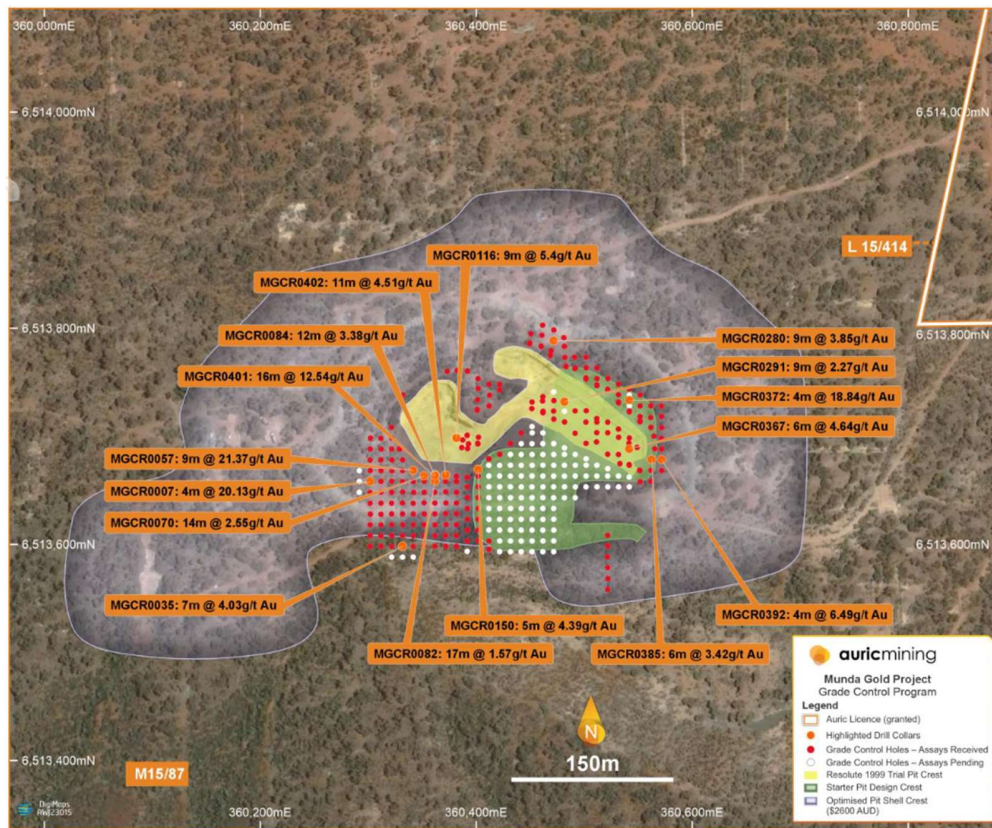 360,000mE
360,200mE
360,400mE
360,600mE
360,800mE
6,514,000mN
6,514,000mN
L 15/414
MGCR0116: 9m @ 5.4g/t Au
MGCR0402: 11m @ 4.51g/t Au
MGCR0084: 12m @ 3.38g/t Au
MGCR0401: 16m @ 12.54g/t Au
6,513,800mN
6,513,800mN
MGCR0280: 9m @ 3.85g/t Au
MGCR0291: 9m @ 2.27g/t Au
MGCR0372: 4m @ 18.84g/t Au
MGCR0367: 6m @ 4.64g/t Au
MGCR0057: 9m @ 21.37g/t Au
MGCR0007: 4m @ 20.13g/t Au
MGCR0070: 14m @ 2.55g/t Au
6,513,600mN
6,513,600mN
MGCR0035: 7m @ 4.03g/t Au
MGCR0150: 5m @ 4.39g/t Au
MGCR0392: 4m @ 6.49g/t Au
MGCR0082: 17m @ 1.57g/t Au
MGCR0385: 6m @ 3.42g/t Au
N
150m
6,513,400mN
M15/87
DigiMaps
360,200mE
360,400mE
360,600mE
auricmining
Munda Gold Project
Grade Control Program
Legend
Auric Licence (granted)
Highlighted Drill Collars
Grade Control Holes – Assays Received
Grade Control Holes – Assays Pending
Resolute 1999 Trial Pit Crest
Starter Pit Design Crest
Optimised Pit Shell Crest
($2600 AUD)